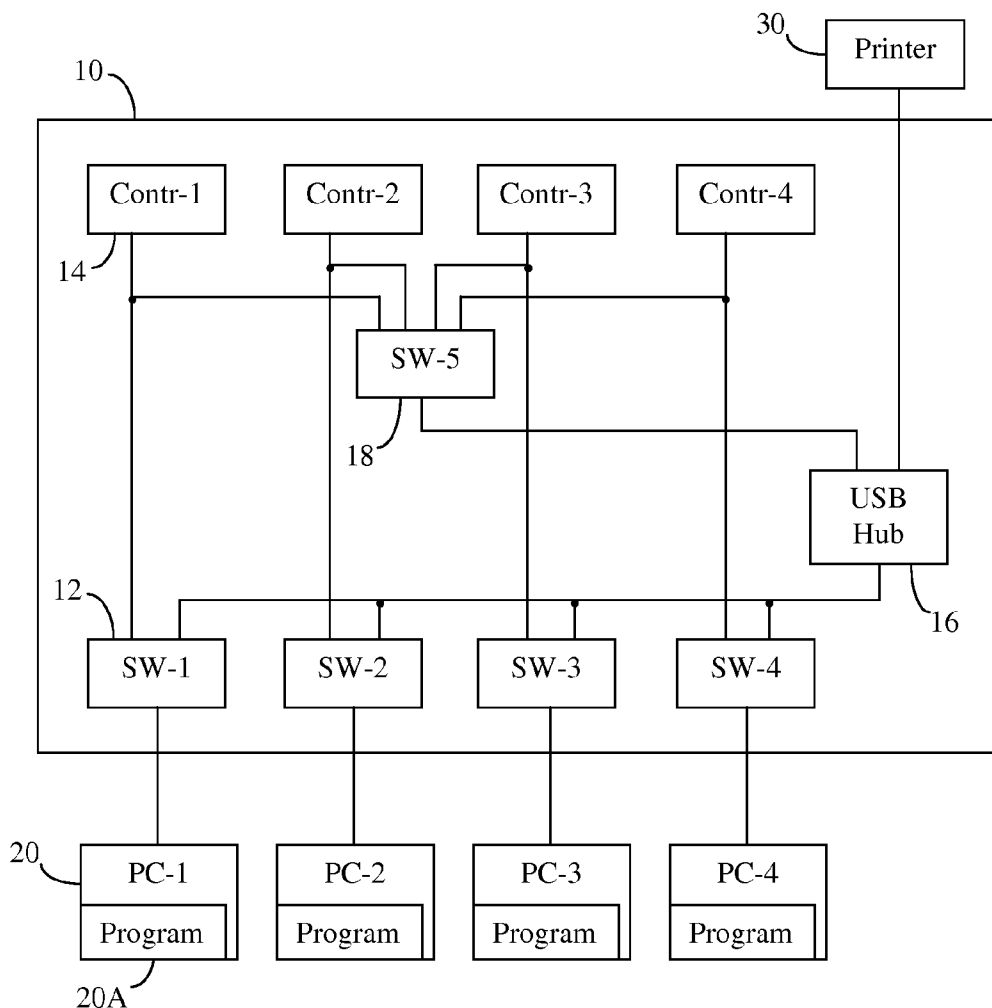 30
Printer
10
Contr-1
Contr-2
Contr-3
Contr-4
14
SW-5
18
USB
Hub
12
16
SW-1
SW-2
SW-3
SW-4
20
PC-1
PC-2
PC-3
PC-4
Program
Program
Program
Program
20A